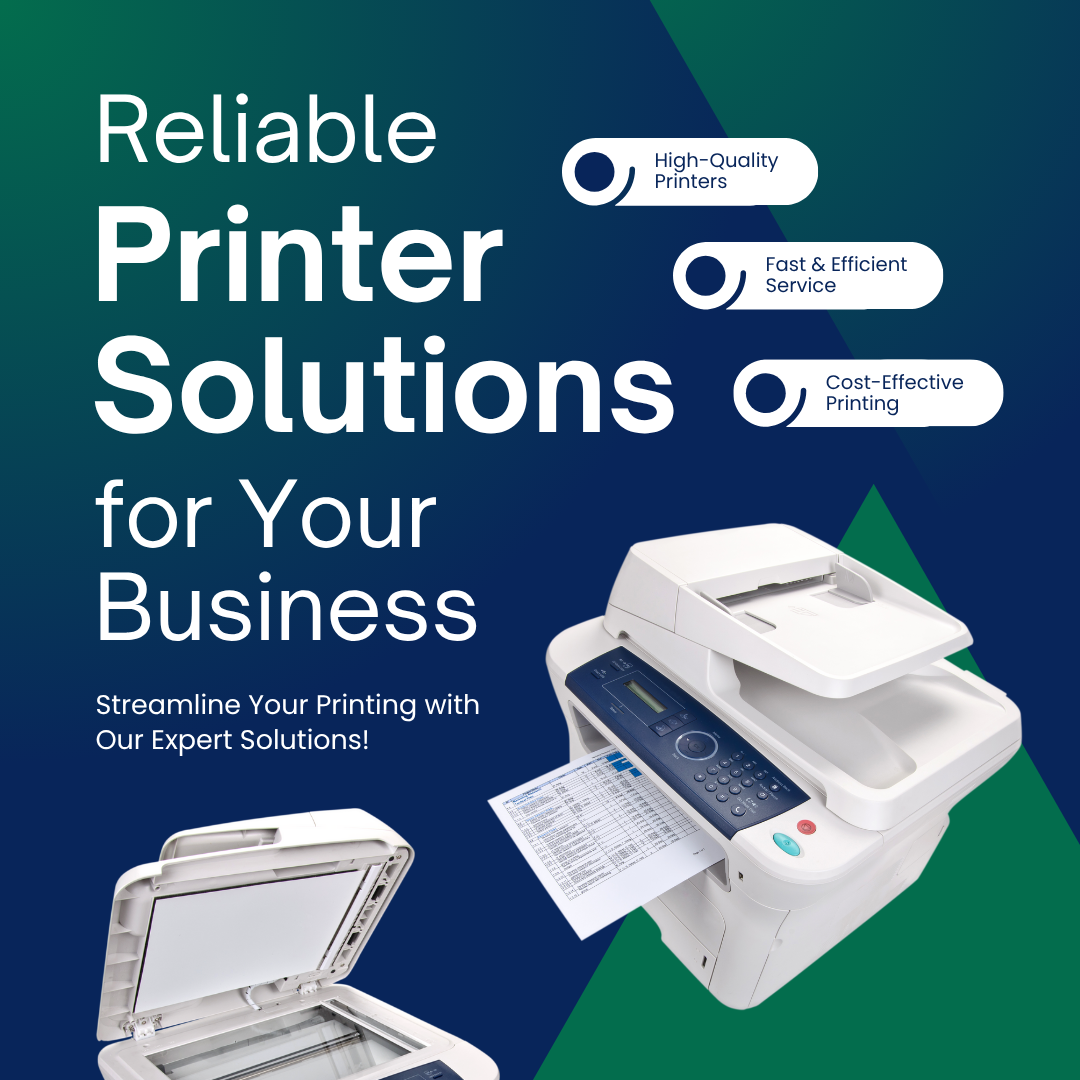 Reliable
Printer
Solutions
for Your
Business
Streamline Your Printing with
Our Expert Solutions!
High-Quality
Printers
Fast & Efficient
Service
Cost-Effective
Printing